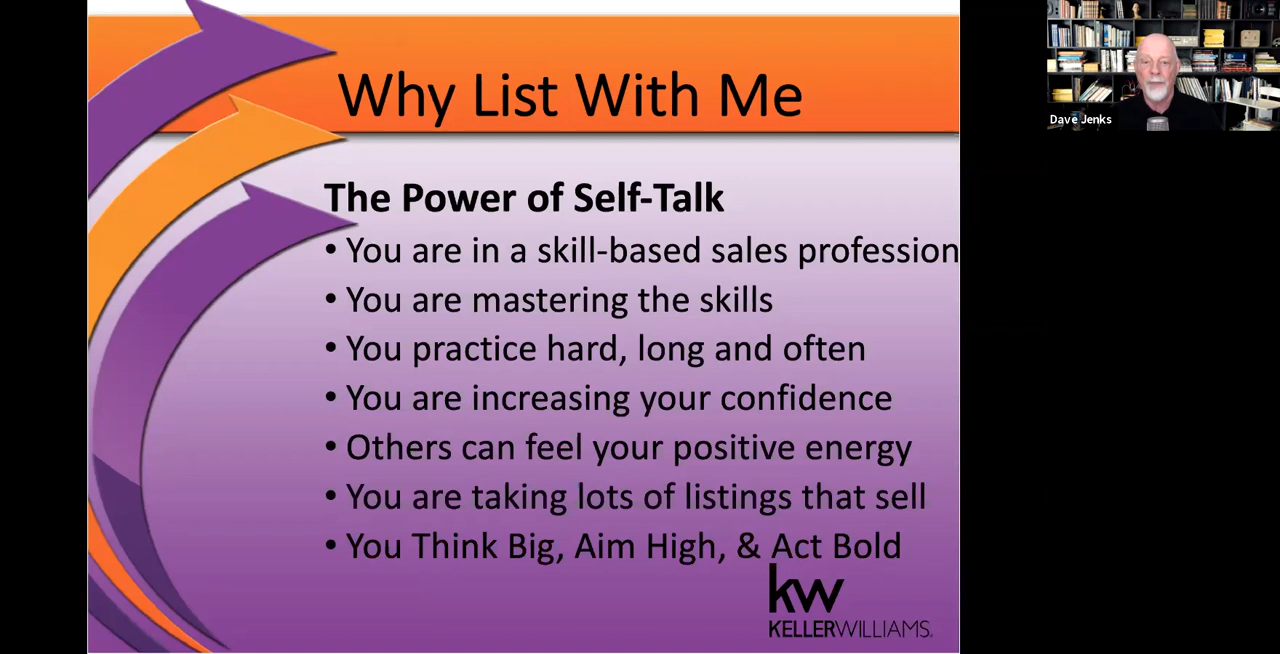 Why List With Me
The Power of Self-Talk
• You are in a skill-based sales profession
• You are mastering the skills
• You practice hard, long and often
• You are increasing your confidence
• Others can feel your positive energy
• You are taking lots of listings that sell
• You Think Big, Aim High, & Act Bold
kw
KELLERWILLIAMS.
Dave Jenks